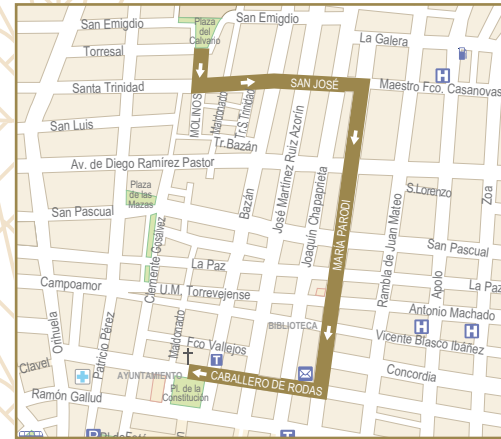 San Emigdio
Plaza
del
Calvario
San Emigdio
La Galera
Torresal
Santa Trinidad
SAN JOSÉ
Maestro Fco. Casanovas
H
MOLINOS
Maldonado
Tr.S.Trinidad
San Luis
Tr.Bazán
José Martínez Ruiz Azorín
Av. de Diego Ramírez Pastor
Plaza
de las
Mazas
Bazán
Joaquín Chapaprieta
MARÍA PARODI
Rambla de Juan Mateo
S.Lorenzo
Zoa
San Pascual
San Pascual
Clemente Gosálvez
La Paz
Apolo
La Paz
Campoamor
U.M. Torrevejense
Antonio Machado
Orihuela
Patricio Pérez
Maldonado
BIBLIOTECA
H
H
Vicente Blasco Ibáñez
Fco Vallejos
T
Clavel
AYUNTAMIENTO
CABALLERO DE RODAS
Concordia
Ramón Gallud
Pl. de la
Constitución